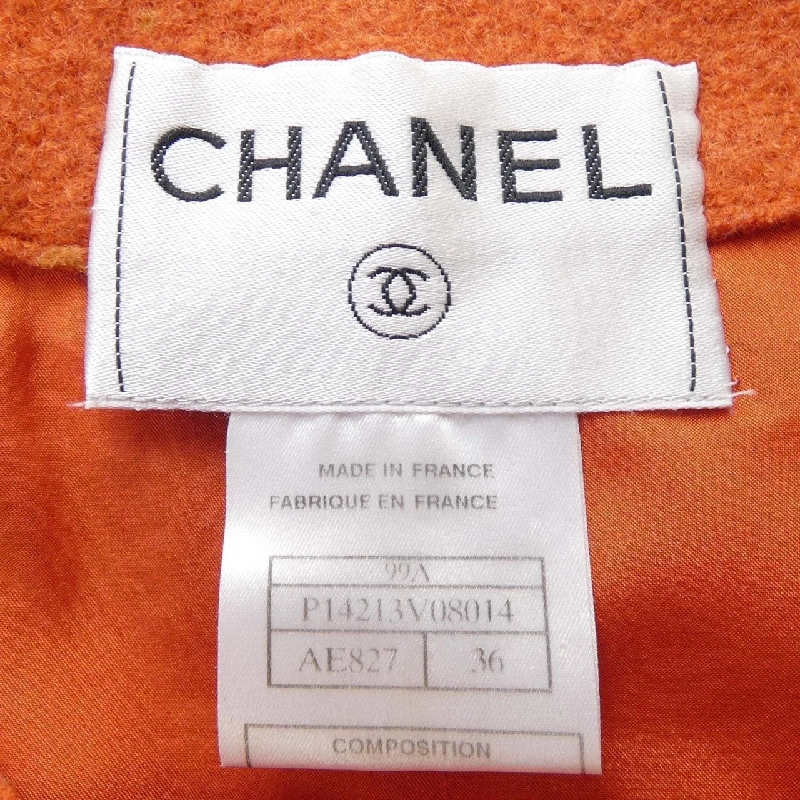 CHANEL
MADE IN FRANCE
FABRIQUE EN FRANCE
99A
P14213V08014
AE827 36
COMPOSITION